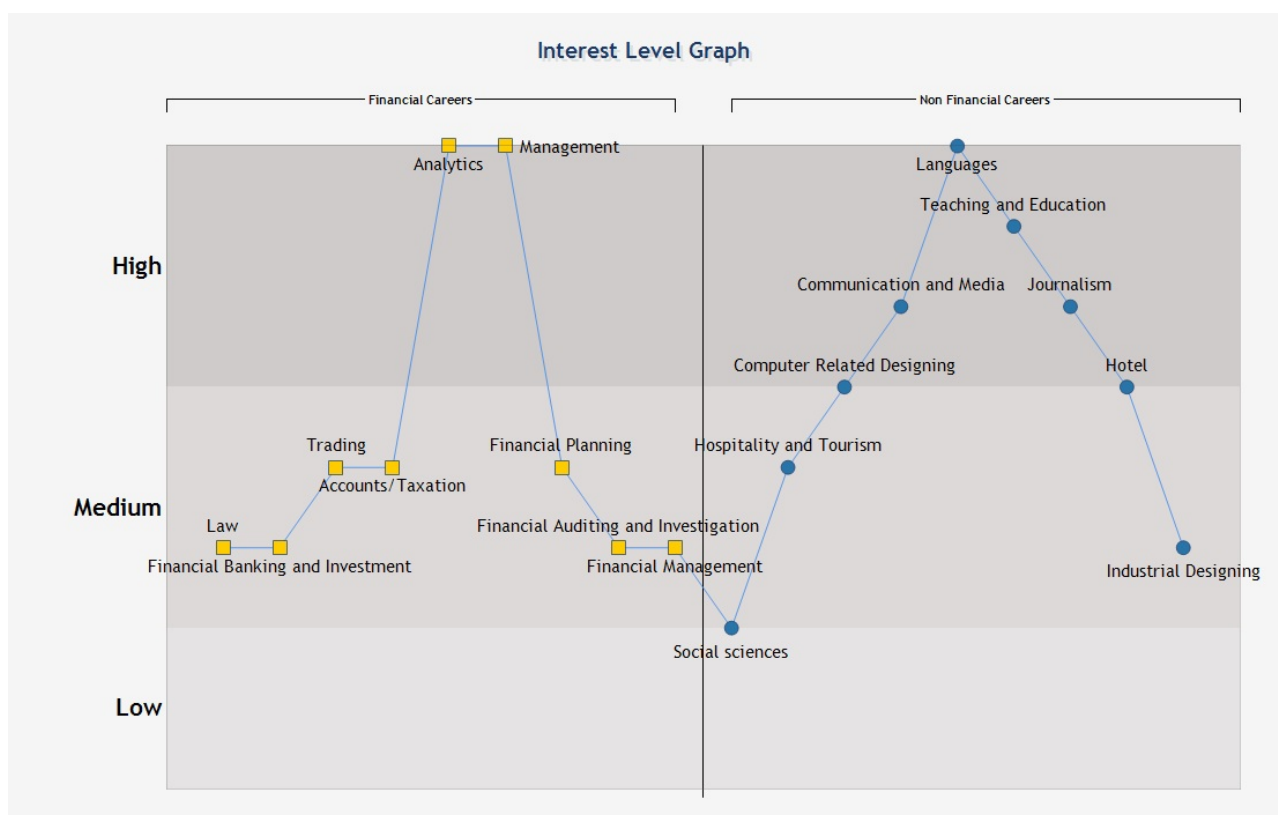 Interest Level Graph
Financial Careers
Non Financial Careers
Management
Analytics
Languages
Teaching and Education
High
Communication and Media
Journalism
Computer Related Designing
Hotel
Trading
Financial Planning
Hospitality and Tourism
Accounts/Taxation
Medium
Law
Financial Auditing and Investigation
Financial Banking and Investment
Financial Management
Industrial Designing
Social sciences
Low